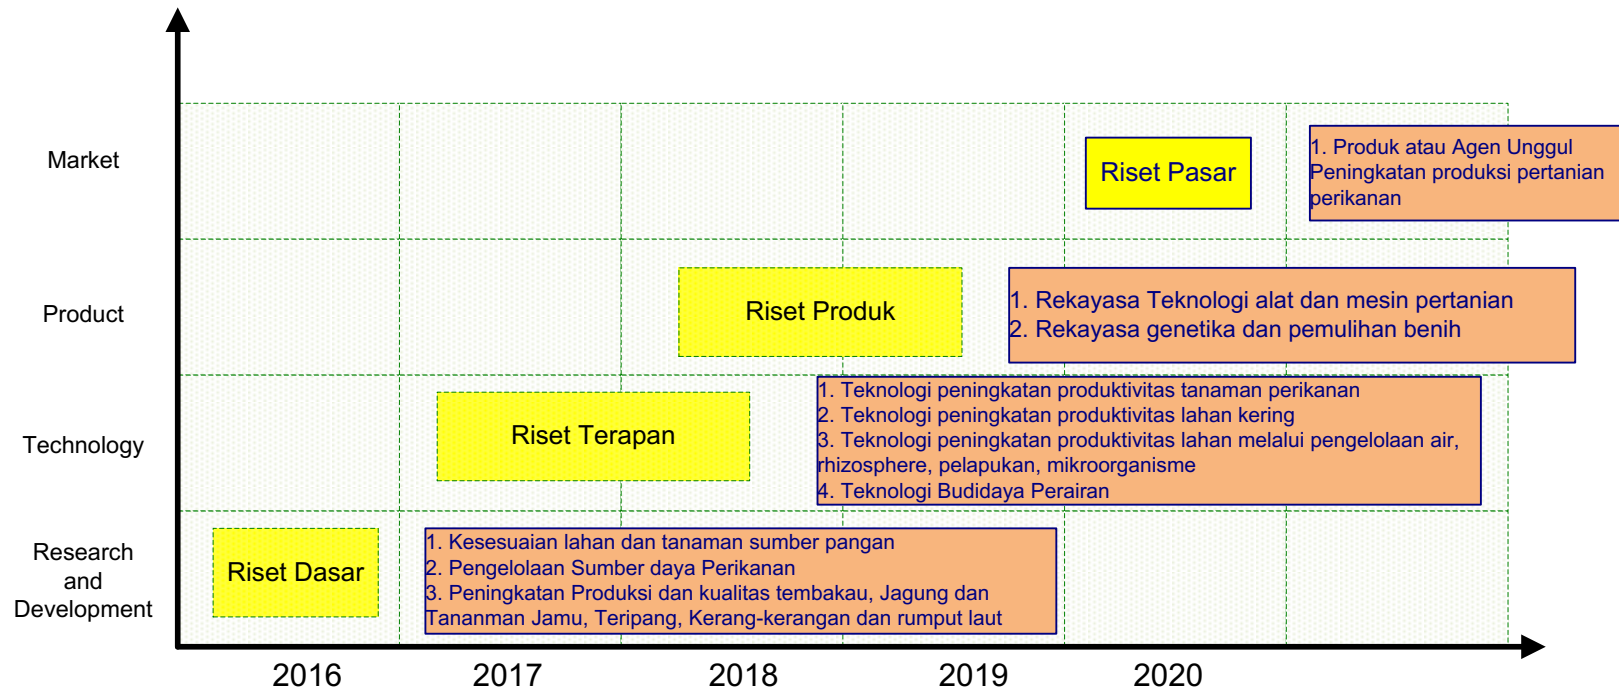 Market
Riset Pasar
1. Produk atau Agen Unggul
Peningkatan produksi pertanian
perikanan
Product
Riset Produk
1. Rekayasa Teknologi alat dan mesin pertanian
2. Rekayasa genetika dan pemulihan benih
Technology
Riset Terapan
1. Teknologi peningkatan produktivitas tanaman perikanan
2. Teknologi peningkatan produktivitas lahan kering
3. Teknologi peningkatan produktivitas lahan melalui pengelolaan air,
rhizosphere, pelapukan, mikroorganisme
4. Teknologi Budidaya Perairan
Research
and
Development
Riset Dasar
1. Kesesuaian lahan dan tanaman sumber pangan
2. Pengelolaan Sumber daya Perikanan
3. Peningkatan Produksi dan kualitas tembakau, Jagung dan
Tananman Jamu, Teripang, Kerang-kerangan dan rumput laut
2016 2017 2018 2019 2020